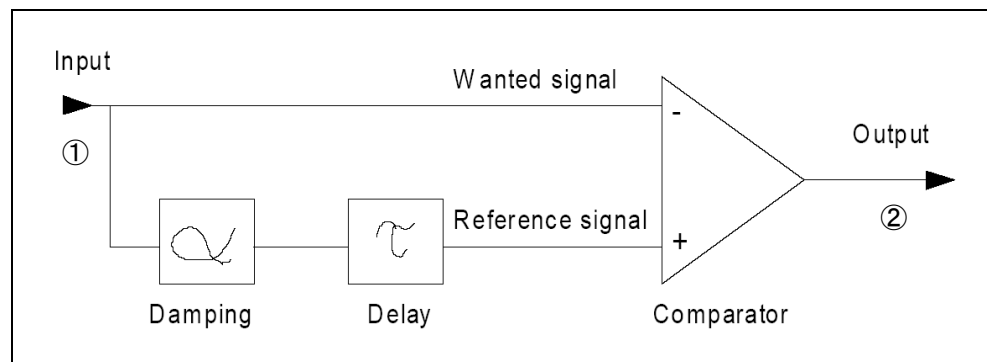 Input
Wanted signal
①
-
Output
②
α
τ
Reference signal
+
Damping
Delay
Comparator